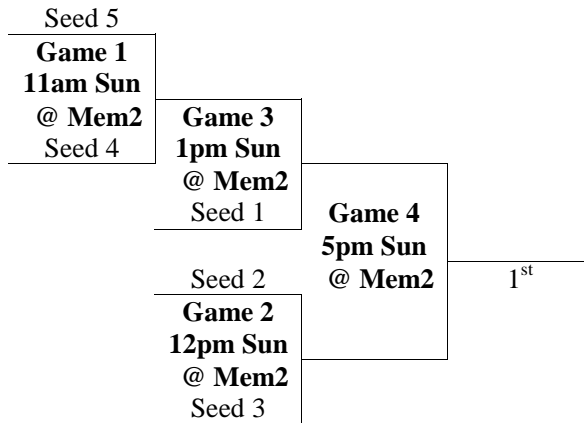 Seed 5
Game 1
11am Sun
@ Mem2
Seed 4
Game 3
1pm Sun
@ Mem2
Seed 1
Seed 2
Game 2
12pm Sun
@ Mem2
Seed 3
Game 4
5pm Sun
@ Mem2
1st